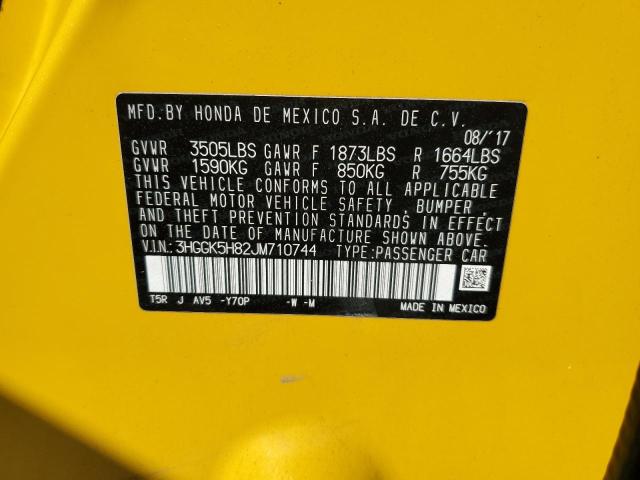 MFD.BY HONDA DE MEXICO S.A. DE C.V.
08/'17
GVWR 3505LBS GAWR F 1873LBS R 1664LBS
GVWR 1590KG GAWR F 850KG R 755KG
THIS VEHICLE CONFORMS TO ALL APPLICABLE
FEDERAL MOTOR VEHICLE SAFETY, BUMPER,
AND THEFT PREVENTION STANDARDS IN EFFECT
ON THE DATE OF MANUFACTURE SHOWN ABOVE.
V.I.N.:3HGGK5H82JM710744 TYPE:PASSENGER CAR
T5R J AV5 -Y70P -W -M
MADE IN MEXICO